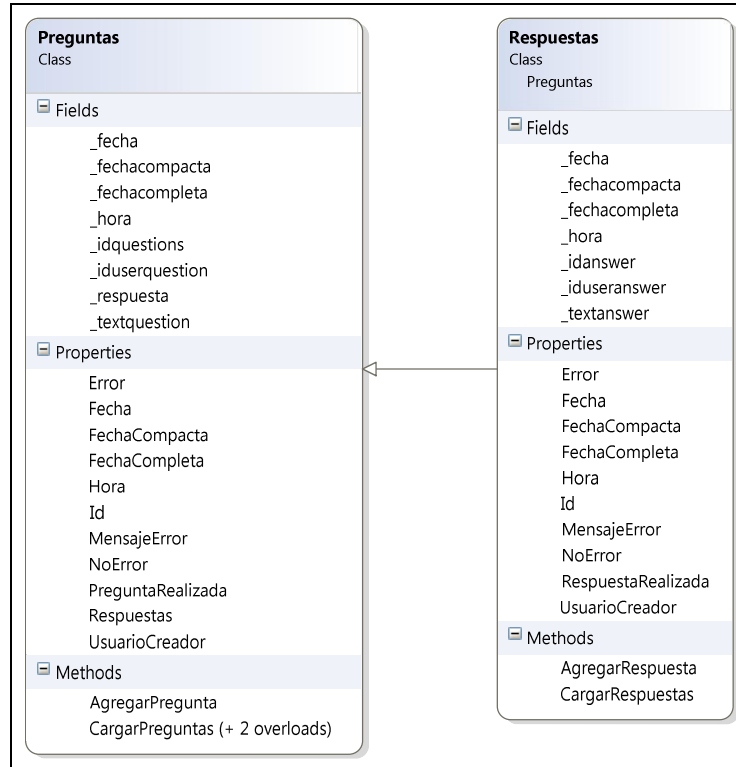 Preguntas
Class
Fields
_fecha
_fechacompacta
_fechacompleta
_hora
_idquestions
_iduserquestion
_respuesta
_textquestion
Properties
Error
Fecha
FechaCompacta
FechaCompleta
Hora
Id
MensajeError
NoError
PreguntaRealizada
Respuestas
UsuarioCreador
Methods
AgregarPregunta
CargarPreguntas (+ 2 overloads)
Respuestas
Class
Preguntas
Fields
_fecha
_fechacompacta
_fechacompleta
_hora
_idanswer
_iduseranswer
_textanswer
Properties
Error
Fecha
FechaCompacta
FechaCompleta
Hora
Id
MensajeError
NoError
RespuestaRealizada
UsuarioCreador
Methods
AgregarRespuesta
CargarRespuestas